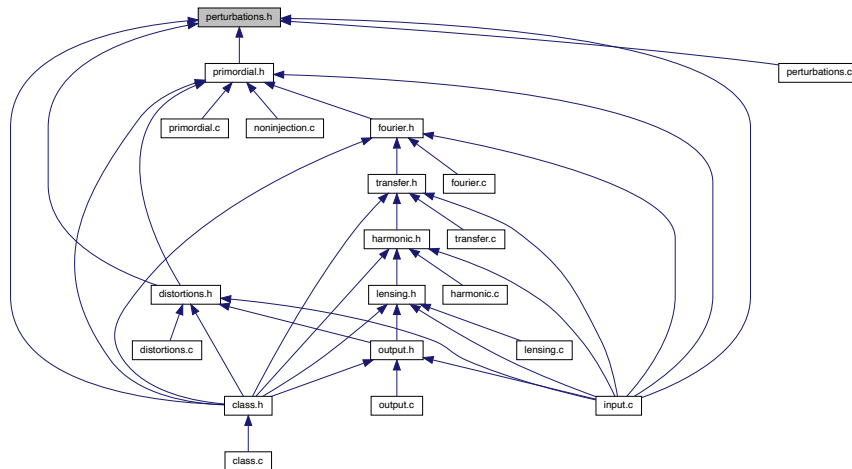 perturbations.h
primordial.h
perturbations.c
primordial.c
noninjection.c
fourier.h
transfer.h
fourier.c
harmonic.h
transfer.c
distortions.h
lensing.h
harmonic.c
distortions.c
output.h
lensing.c
class.h
output.c
input.c
class.c